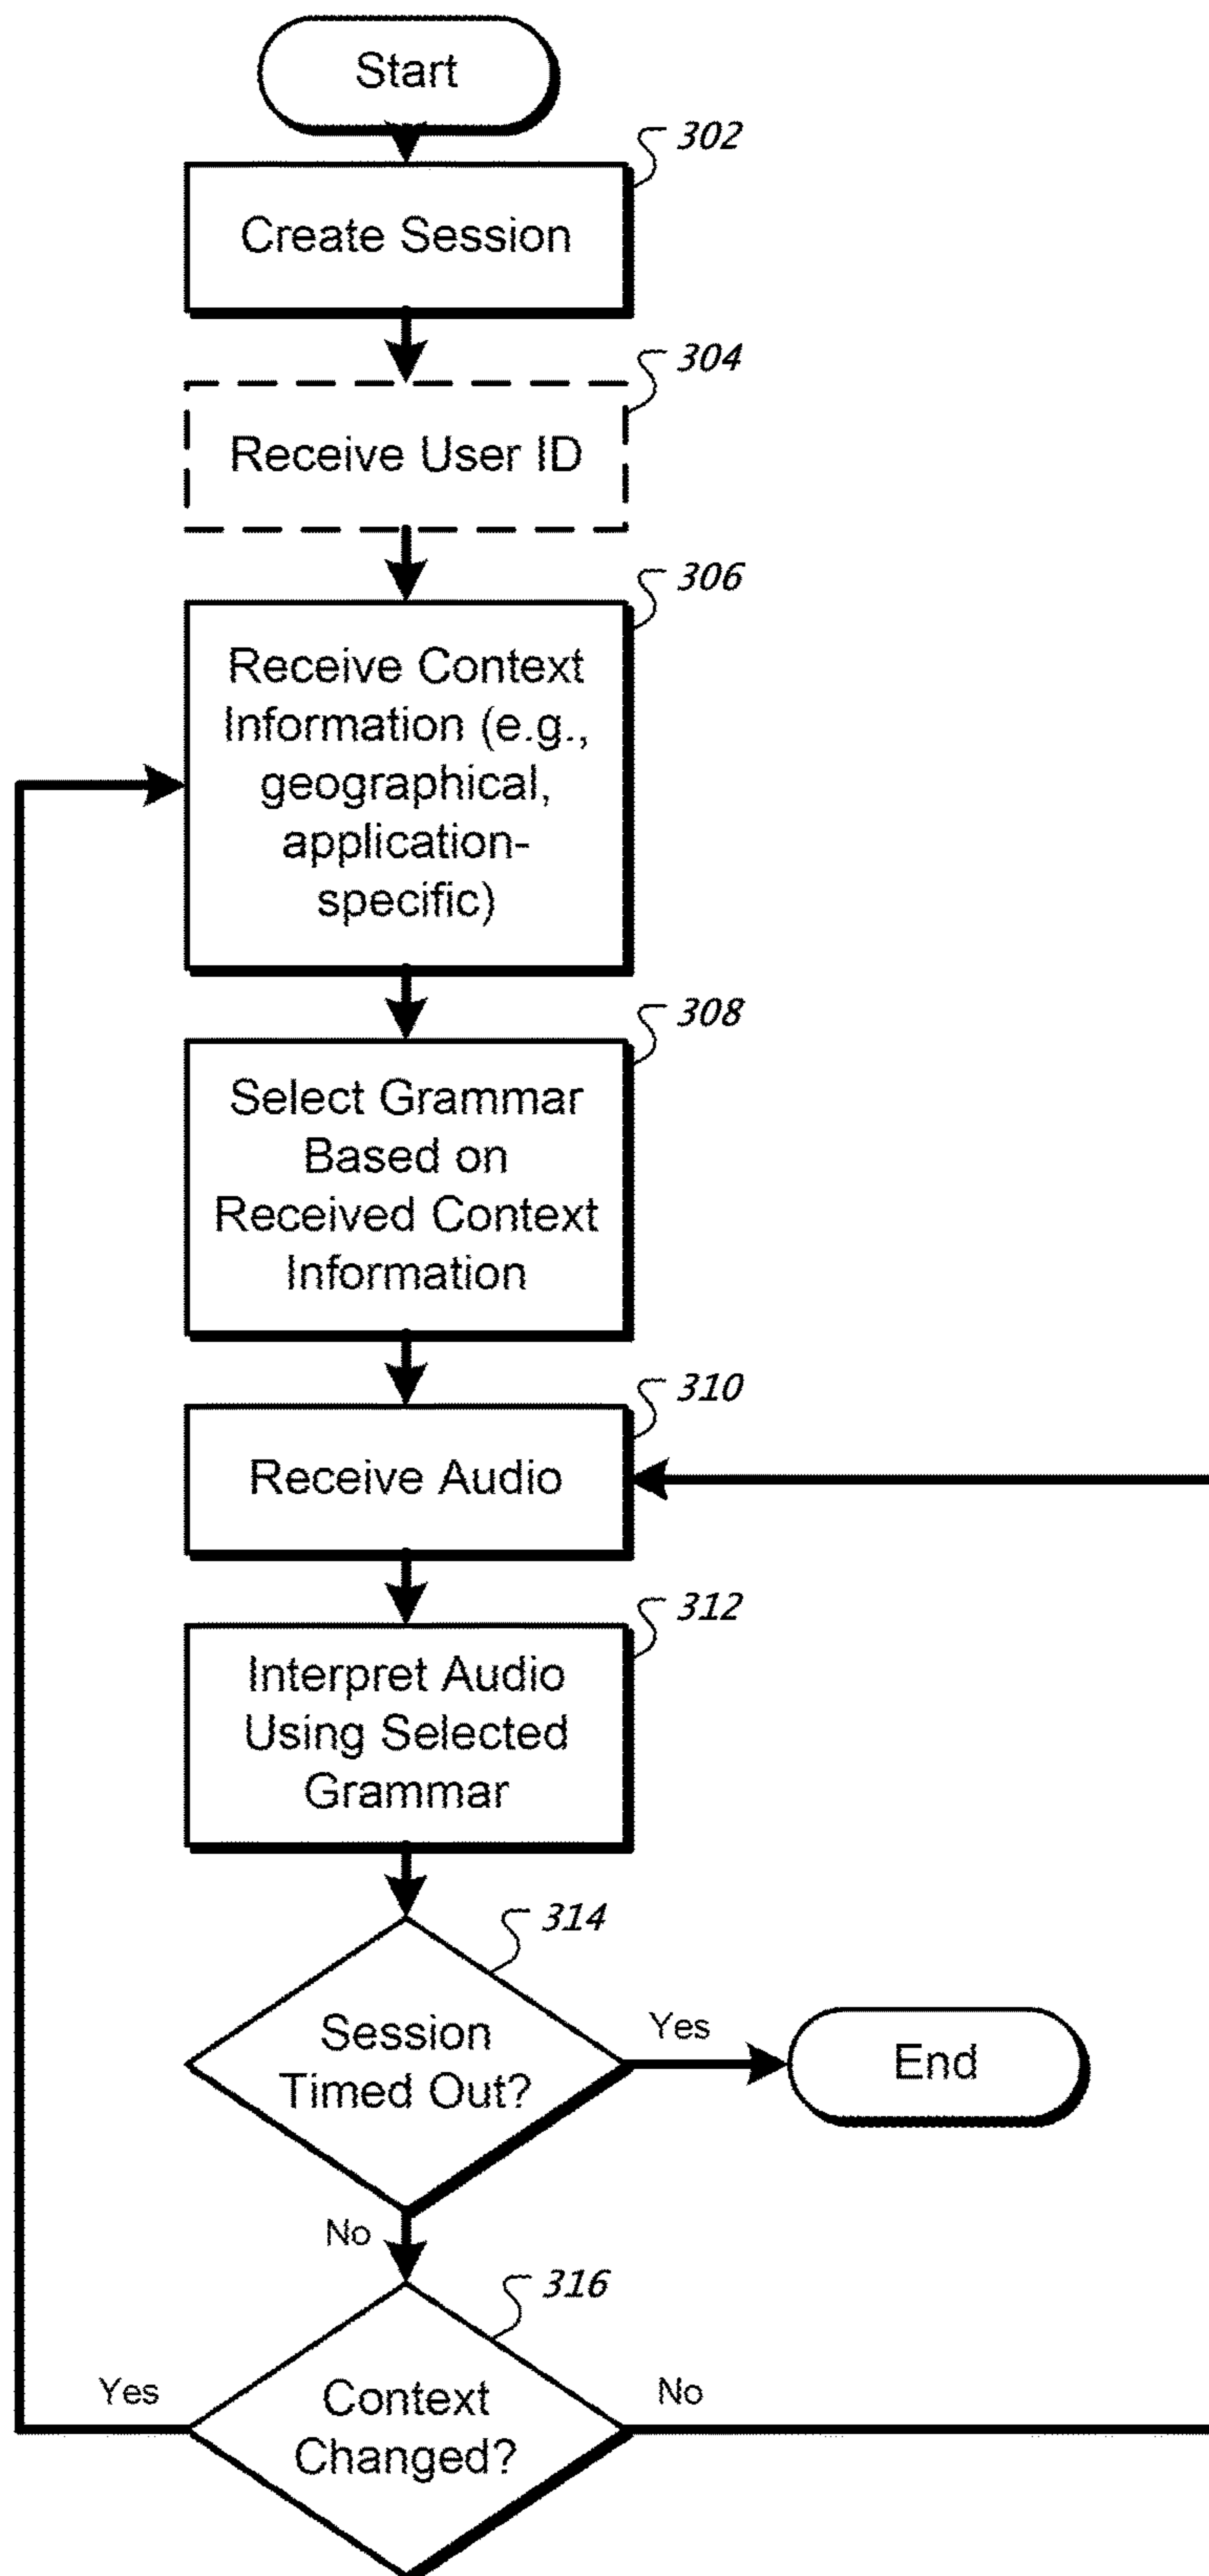 Start
302
Create Session
304
Receive User ID
306
Receive Context
Information (e.g.,
geographical,
application-
specific)
308
Select Grammar
Based on
Received Context
Information
310
Receive Audio
312
Interpret Audio
Using Selected
Grammar
314
Session
Timed Out?
Yes
End
No
316
Yes
Context
Changed?
No